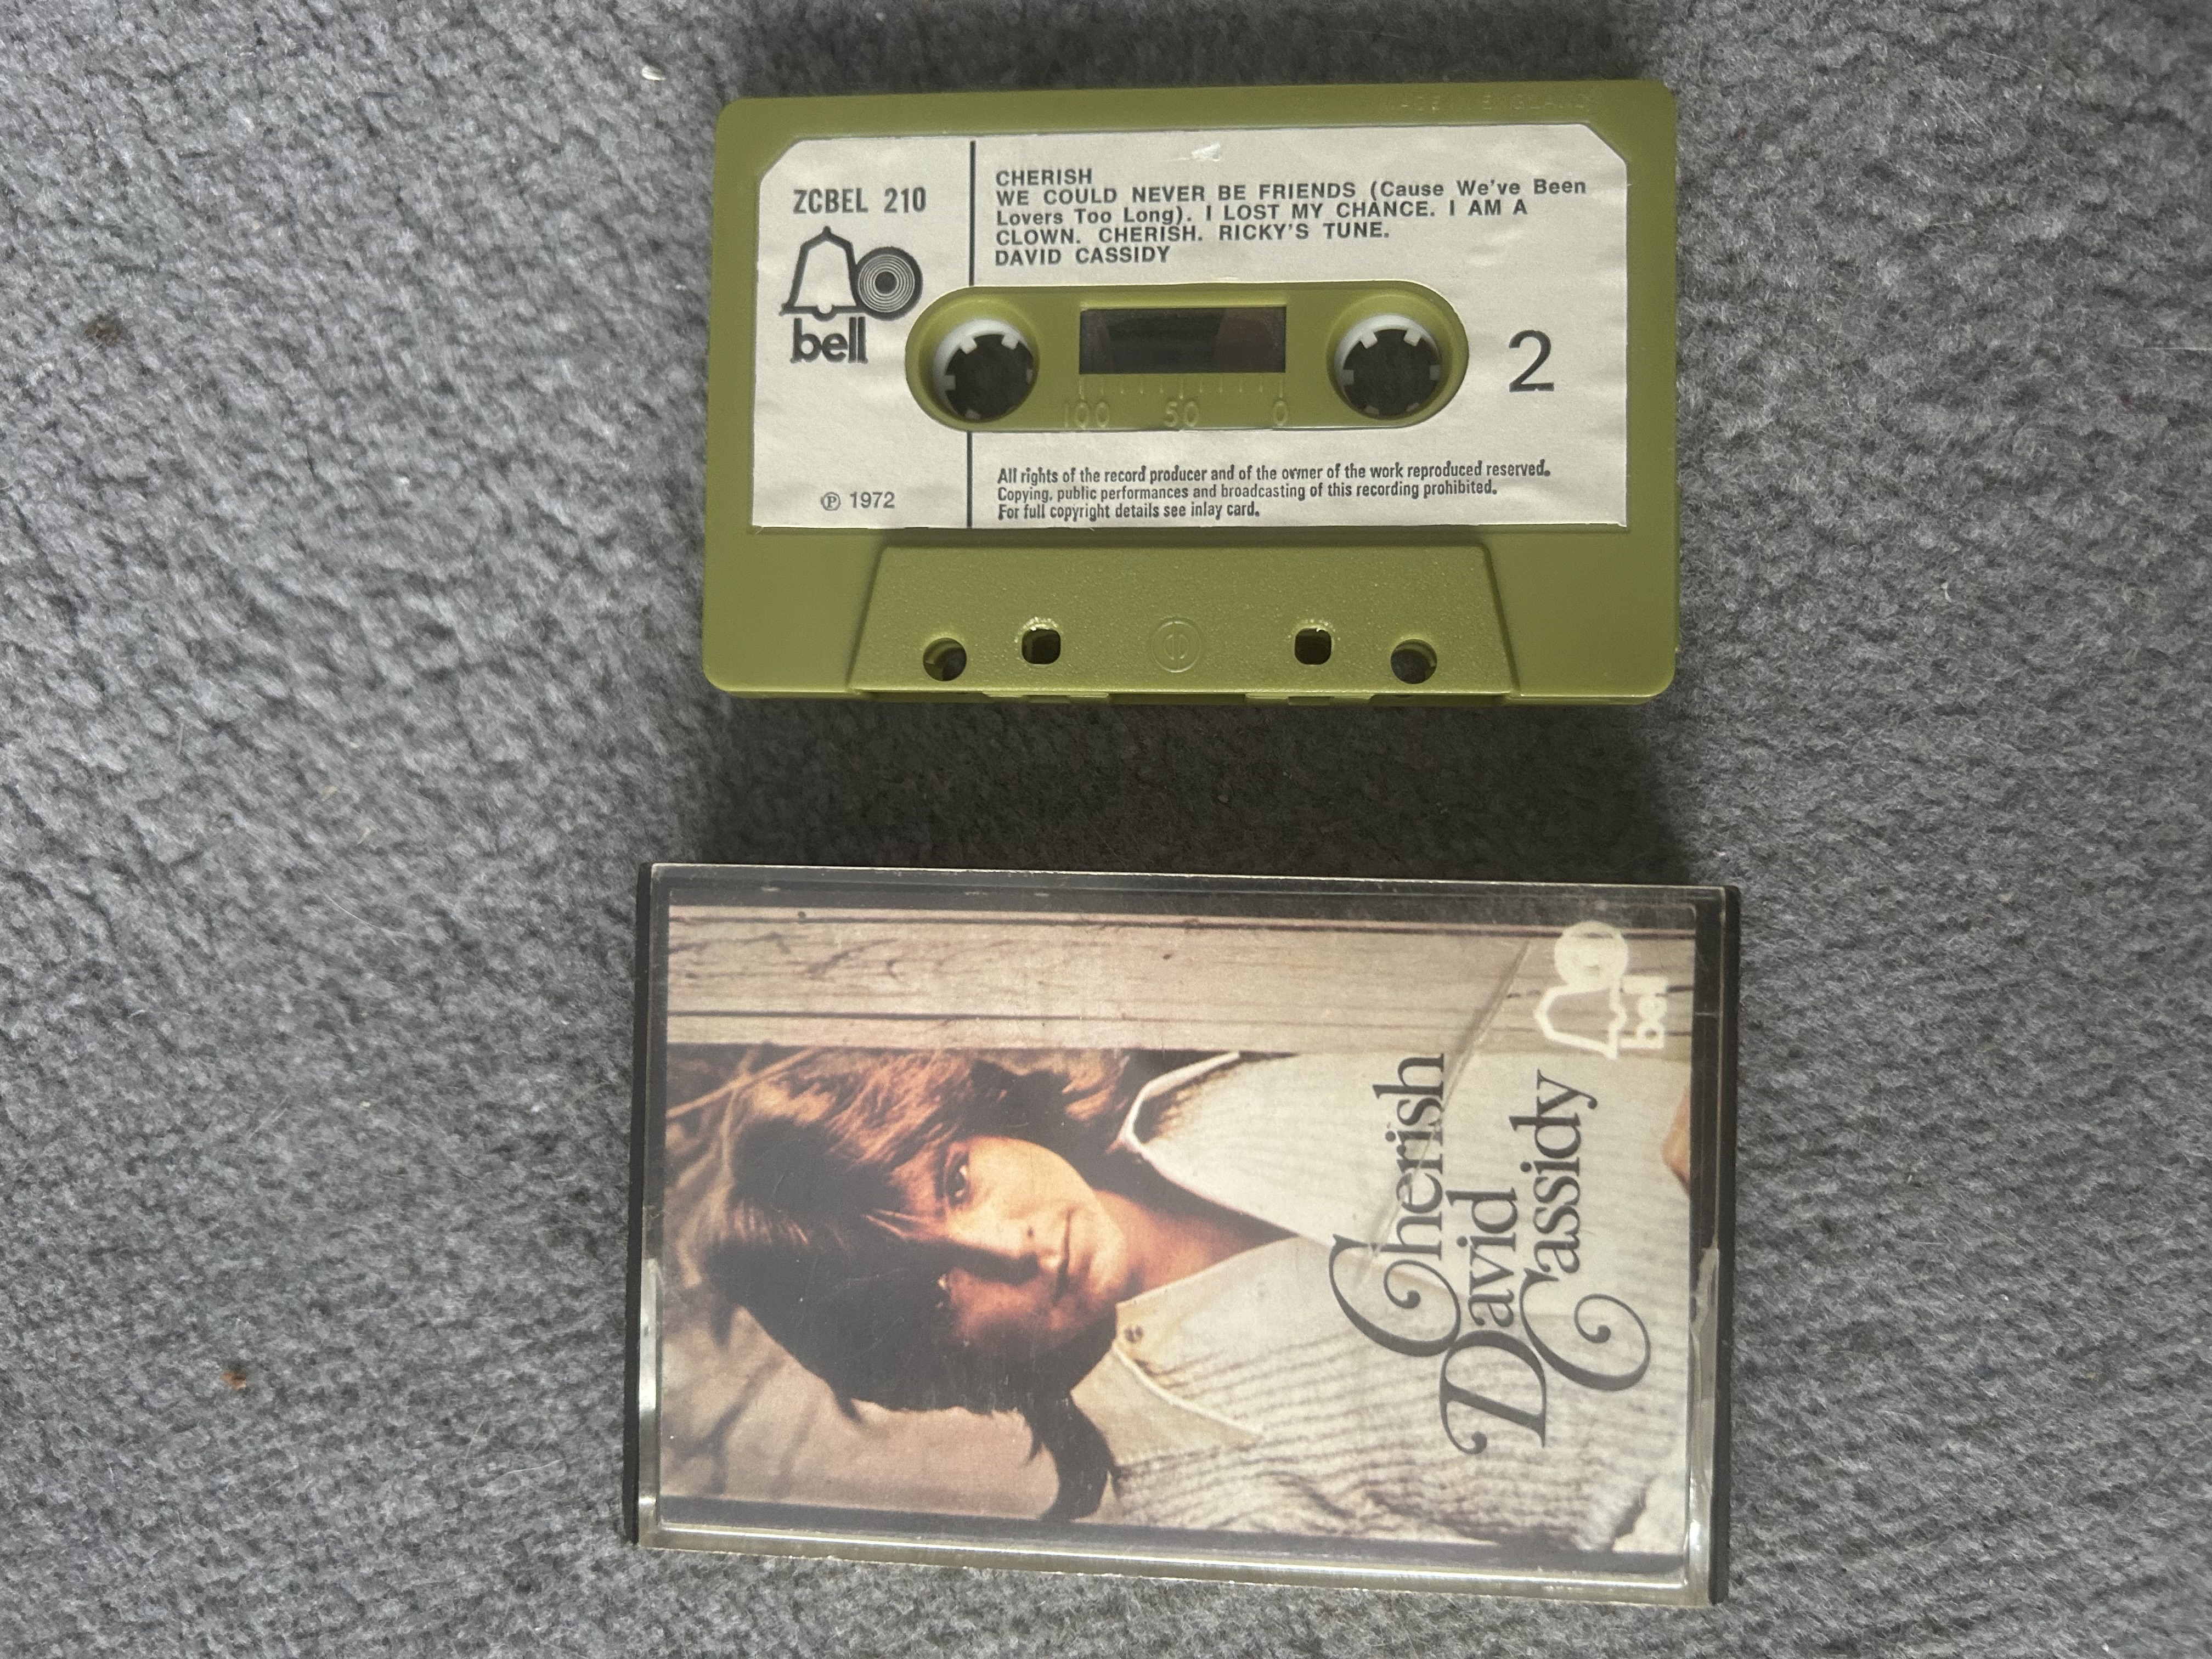 MADE IN ENGLAND
ZCBEL 210
bell
℗ 1972
CHERISH
WE COULD NEVER BE FRIENDS (Cause We've Been
Lovers Too Long). I LOST MY CHANCE. I AM A
CLOWN. CHERISH. RICKY'S TUNE.
DAVID CASSIDY
2
100 50 0
All rights of the record producer and of the owner of the work reproduced reserved.
Copying, public performances and broadcasting of this recording prohibited.
For full copyright details see inlay card.
Cherish
David
Cassidy
bell